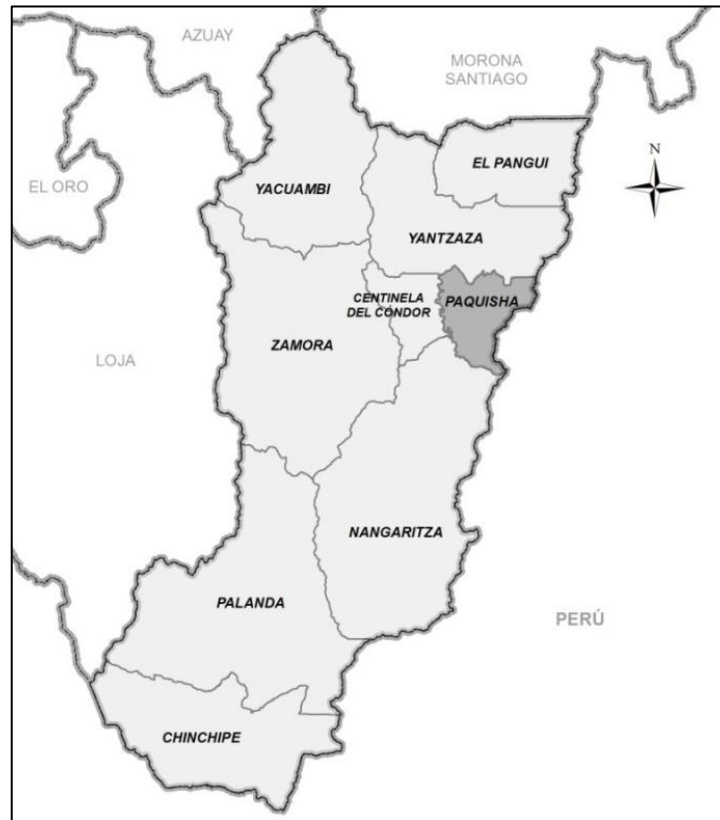 AZUAY
MORONA
SANTIAGO
N
EL PANGUI
EL ORO
YACUAMBI
YANTZAZA
CENTINELA
DEL CONDOR
PAQUISHA
ZAMORA
LOJA
NANGARITZA
PALANDA
PERÚ
CHINCHIPE